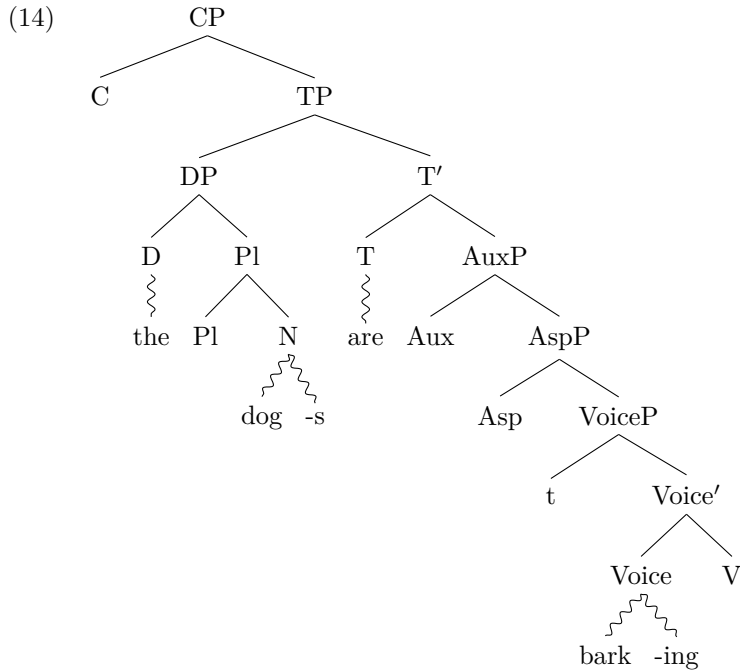 (14) CP
C TP
DP T′
D Pl T AuxP
the Pl N are Aux AspP
dog -s Asp VoiceP
t Voice′
Voice V
bark -ing